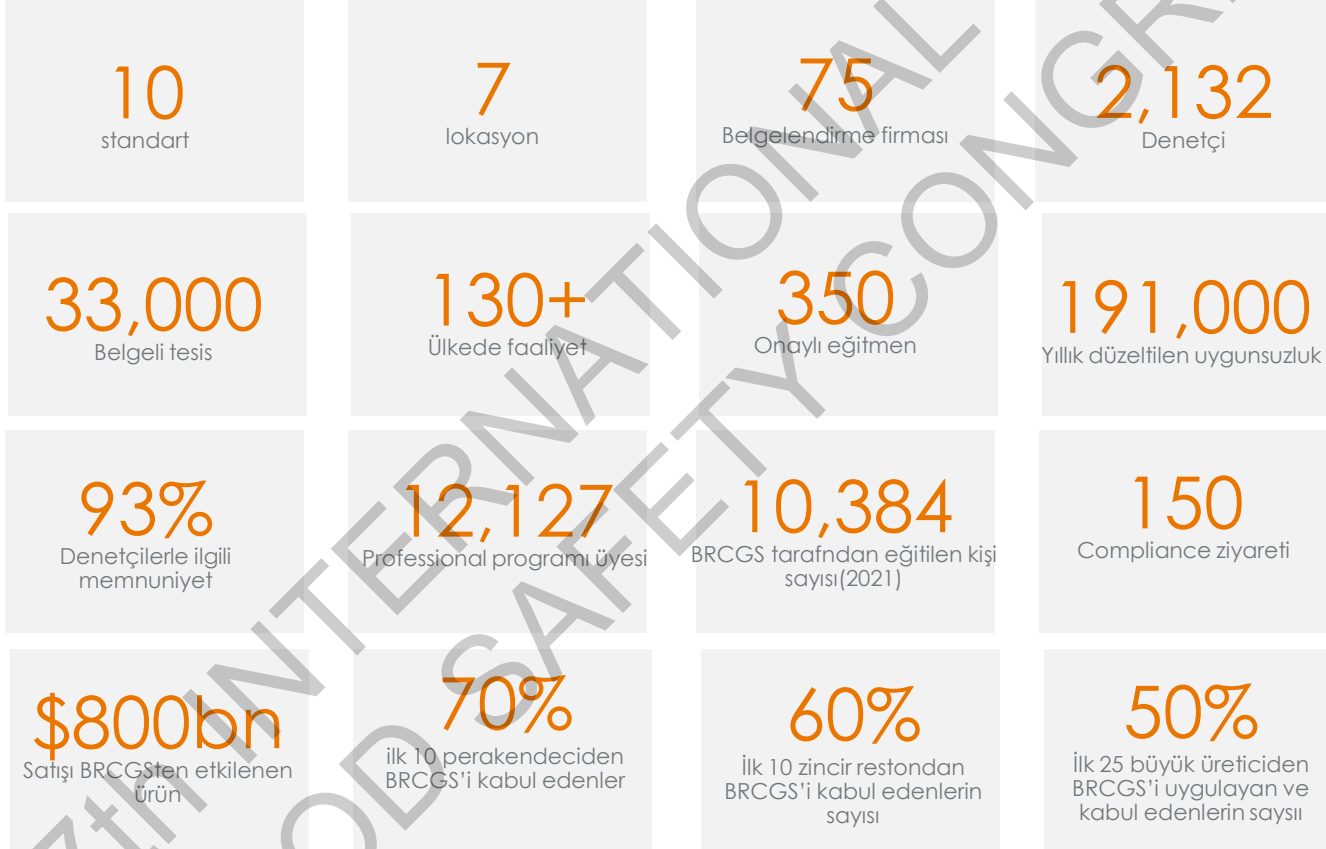 10
standart
7
lokasyon
75
Belgelendirme firması
2,132
Denetçi
33,000
Belgeli tesis
130+
Ülkede faaliyet
350
Onaylı eğitmen
191,000
Yıllık düzeltilen uygunsuzluk
93%
Denetçilerle ilgili
memnuniyet
12,127
Professional programı üyesi
10,384
BRCGS tarafndan eğitilen kişi
sayısı(2021)
150
Compliance ziyareti
$800bn
Satışı BRCGSten etkilenen
ürün
70%
ilk 10 perakendeciden
BRCGS’i kabul edenler
60%
İlk 10 zincir restondan
BRCGS’i kabul edenlerin
sayısı
50%
İlk 25 büyük üreticiden
BRCGS’i uygulayan ve
kabul edenlerin saysıı
7th INTERNATIONAL
OOD SAFETY CONGR